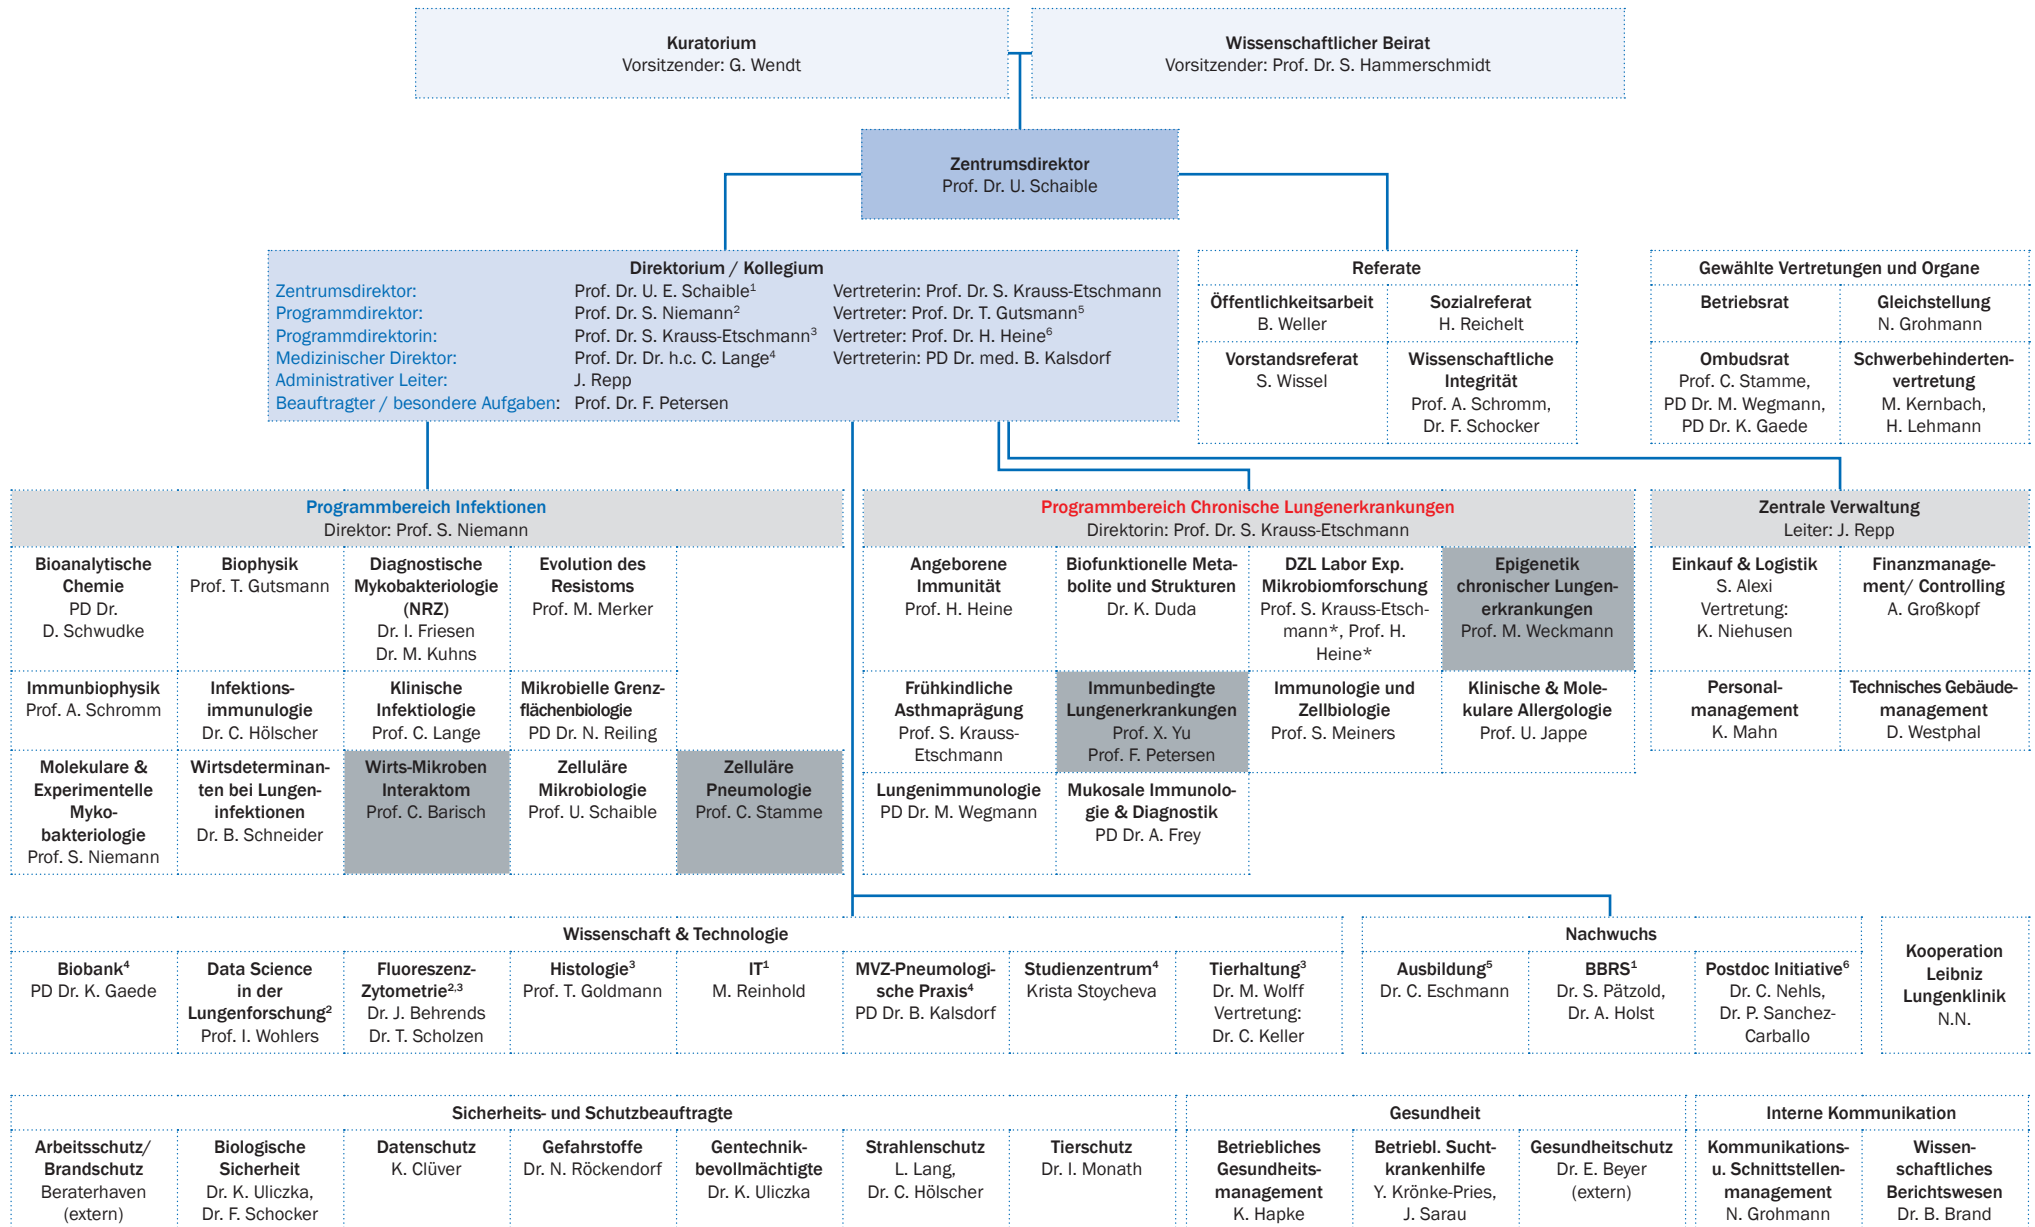 Kuratorium
Vorsitzender: G. Wendt
Wissenschaftlicher Beirat
Vorsitzender: Prof. Dr. S. Hammerschmidt
Zentrumsdirektor
Prof. Dr. U. Schaible
Direktorium / Kollegium
Zentrumsdirektor: Prof. Dr. U. E. Schaible¹ Vertreterin: Prof. Dr. S. Krauss-Etschmann
Programmdirektor: Prof. Dr. S. Niemann² Vertreter: Prof. Dr. T. Gutsmann⁵
Programmdirektorin: Prof. Dr. S. Krauss-Etschmann³ Vertreter: Prof. Dr. H. Heine⁶
Medizinischer Direktor: Prof. Dr. Dr. h.c. C. Lange⁴ Vertreterin: PD Dr. med. B. Kalsdorf
Administrativer Leiter: J. Repp
Beauftragter / besondere Aufgaben: Prof. Dr. F. Petersen
Referate
Öffentlichkeitsarbeit
B. Weller
Sozialreferat
H. Reichelt
Vorstandsreferat
S. Wissel
Wissenschaftliche
Integrität
Prof. A. Schromm,
Dr. F. Schocker
Gewählte Vertretungen und Organe
Betriebsrat
Gleichstellung
N. Grohmann
Ombudsrat
Prof. C. Stamme,
PD Dr. M. Wegmann,
PD Dr. K. Gaede
Schwerbehinderten-
vertretung
M. Kernbach,
H. Lehmann
Programmbereich Infektionen
Direktor: Prof. S. Niemann
Bioanalytische
Chemie
PD Dr.
D. Schwudke
Biophysik
Prof. T. Gutsmann
Diagnostische
Mykobakteriologie
(NRZ)
Dr. I. Friesen
Dr. M. Kuhns
Evolution des
Resistoms
Prof. M. Merker
Immunbiophysik
Prof. A. Schromm
Infektions-
immunulogie
Dr. C. Hölscher
Klinische
Infektiologie
Prof. C. Lange
Mikrobielle Grenz-
flächenbiologie
PD Dr. N. Reiling
Molekulare &
Experimentelle
Myko-
bakteriologie
Prof. S. Niemann
Wirtsdeterminan-
ten bei Lungen-
infektionen
Dr. B. Schneider
Wirts-Mikroben
Interaktom
Prof. C. Barisch
Zelluläre
Mikrobiologie
Prof. U. Schaible
Zelluläre
Pneumologie
Prof. C. Stamme
Programmbereich Chronische Lungenerkrankungen
Direktorin: Prof. Dr. S. Krauss-Etschmann
Angeborene
Immunität
Prof. H. Heine
Biofunktionelle Meta-
bolite und Strukturen
Dr. K. Duda
DZL Labor Exp.
Mikrobiomforschung
Prof. S. Krauss-Etsch-
mann*, Prof. H.
Heine*
Epigenetik
chronischer Lungen-
erkrankungen
Prof. M. Weckmann
Frühkindliche
Asthmaprägung
Prof. S. Krauss-
Etschmann
Immunbedingte
Lungenerkrankungen
Prof. X. Yu
Prof. F. Petersen
Immunologie und
Zellbiologie
Prof. S. Meiners
Klinische & Mole-
kulare Allergologie
Prof. U. Jappe
Lungenimmunologie
PD Dr. M. Wegmann
Mukosale Immunolo-
gie & Diagnostik
PD Dr. A. Frey
Zentrale Verwaltung
Leiter: J. Repp
Einkauf & Logistik
S. Alexi
Vertretung:
K. Niehusen
Finanzmanage-
ment/ Controlling
A. Großkopf
Personal-
management
K. Mahn
Technisches Gebäude-
management
D. Westphal
Wissenschaft & Technologie
Biobank⁴
PD Dr. K. Gaede
Data Science
in der
Lungenforschung²
Prof. I. Wohlers
Fluoreszenz-
Zytometrie²,³
Dr. J. Behrends
Dr. T. Scholzen
Histologie³
Prof. T. Goldmann
IT¹
M. Reinhold
MVZ-Pneumologi-
sche Praxis⁴
PD Dr. B. Kalsdorf
Studienzentrum⁴
Krista Stoycheva
Tierhaltung³
Dr. M. Wolff
Vertretung:
Dr. C. Keller
Nachwuchs
Ausbildung⁵
Dr. C. Eschmann
BBRS¹
Dr. S. Pätzold,
Dr. A. Holst
Postdoc Initiative⁶
Dr. C. Nehls,
Dr. P. Sanchez-
Carballo
Kooperation
Leibniz
Lungenklinik
N.N.
Sicherheits- und Schutzbeauftragte
Arbeitsschutz/
Brandschutz
Beraterhaven
(extern)
Biologische
Sicherheit
Dr. K. Uliczka,
Dr. F. Schocker
Datenschutz
K. Clüver
Gefahrstoffe
Dr. N. Röckendorf
Gentechnik-
bevollmächtigte
Dr. K. Uliczka
Strahlenschutz
L. Lang,
Dr. C. Hölscher
Tierschutz
Dr. I. Monath
Gesundheit
Betriebliches
Gesundheits-
management
K. Hapke
Betriebl. Sucht-
krankenhilfe
Y. Krönke-Pries,
J. Sarau
Gesundheitschutz
Dr. E. Beyer
(extern)
Interne Kommunikation
Kommunikations-
u. Schnittstellen-
management
N. Grohmann
Wissen-
schaftliches
Berichtswesen
Dr. B. Brand